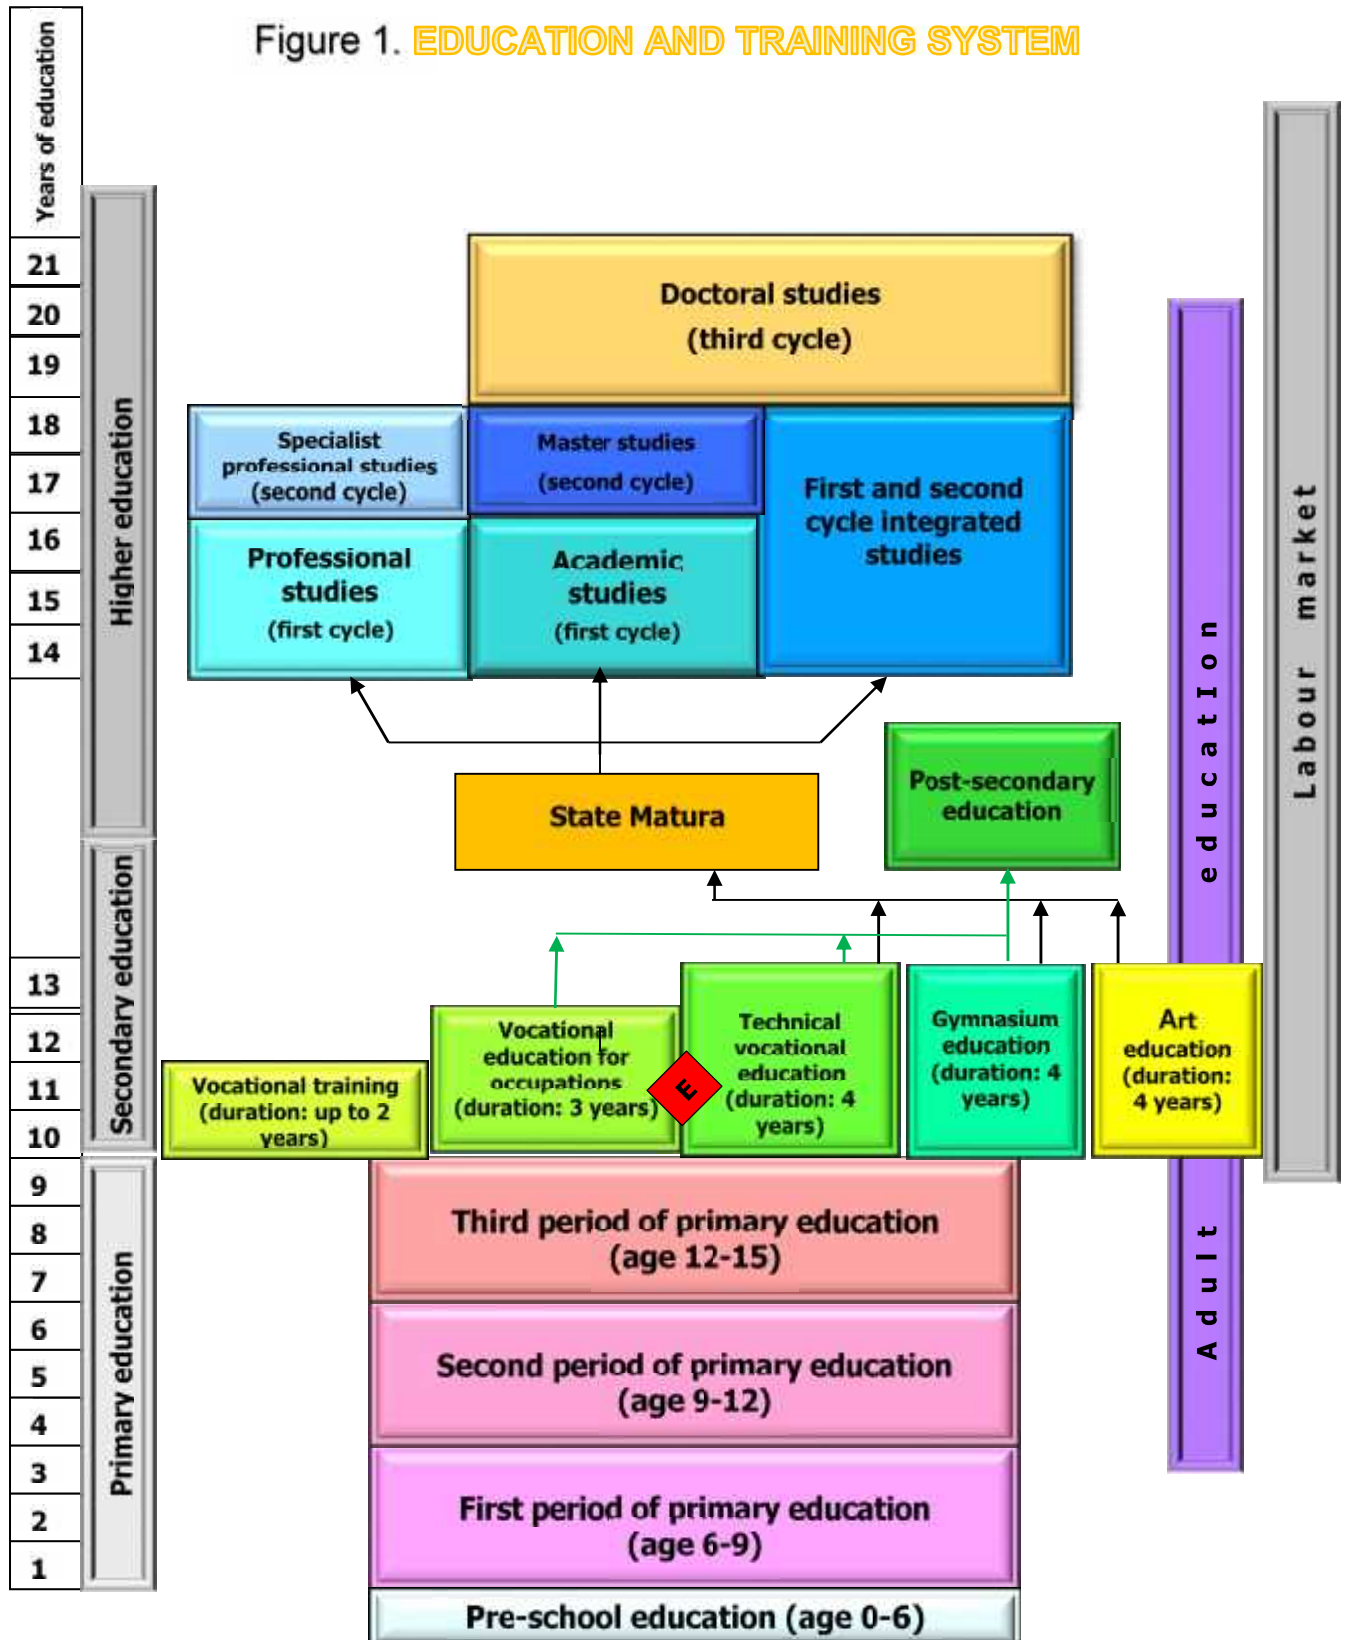 Figure 1. EDUCATION AND TRAINING SYSTEM
Years of education
21
20
19
18
17
16
15
14
13
12
11
10
9
8
7
6
5
4
3
2
1
Higher education
Secondary education
Primary education
Doctoral studies
(third cycle)
Specialist
professional studies
(second cycle)
Master studies
(second cycle)
First and second
cycle integrated
studies
Professional
studies
(first cycle)
Academic
studies
(first cycle)
State Matura
Post-secondary
education
Vocational training
(duration: up to 2
years)
Vocational
education for
occupations
(duration: 3 years)
E
Technical
vocational
education
(duration: 4
years)
Gymnasium
education
(duration: 4
years)
Art
education
(duration:
4 years)
Third period of primary education
(age 12-15)
Second period of primary education
(age 9-12)
First period of primary education
(age 6-9)
Pre-school education (age 0-6)
Adult educatIon
Labour market